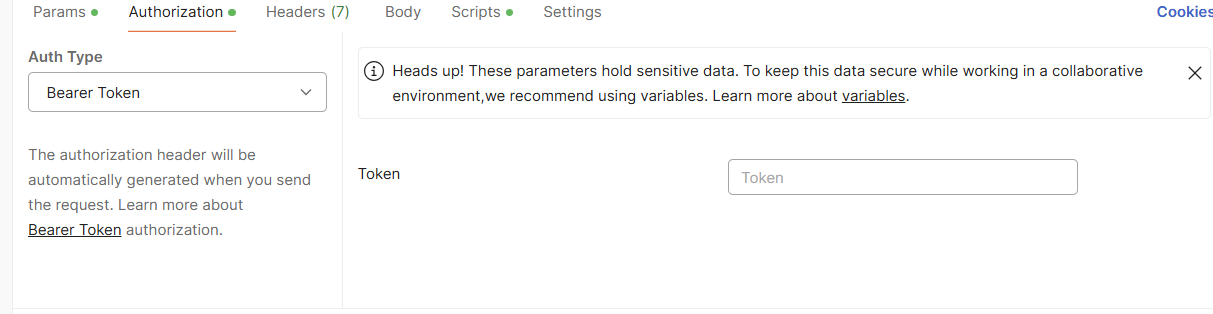 Params Authorization Headers (7) Body Scripts Settings Cookies
Auth Type
Bearer Token
Heads up! These parameters hold sensitive data. To keep this data secure while working in a collaborative
environment,we recommend using variables. Learn more about variables.
The authorization header will be
automatically generated when you send
the request. Learn more about
Bearer Token authorization.
Token
Token